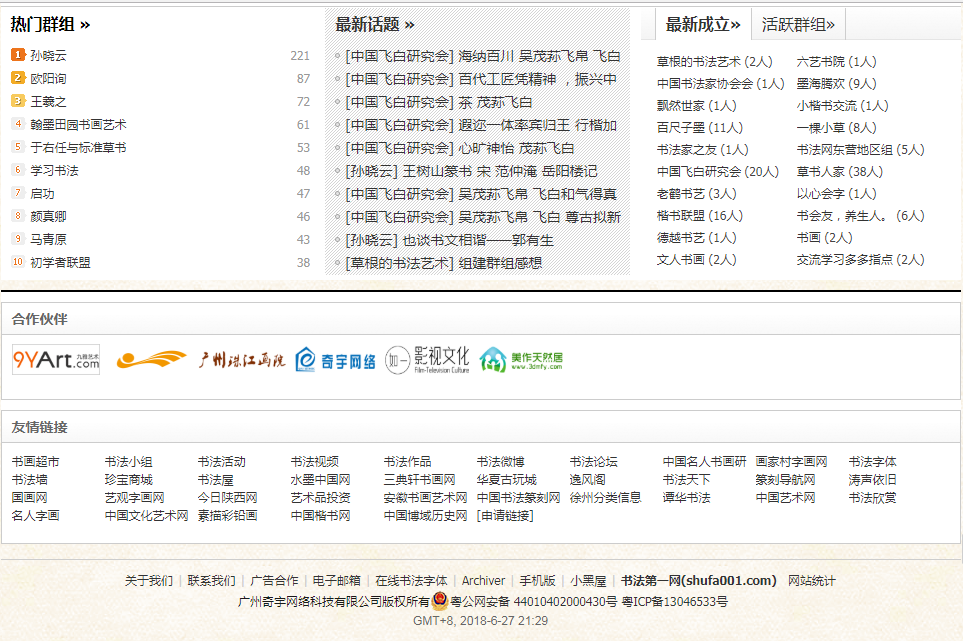 热门群组 »
1 孙晓云 221
2 欧阳询 87
3 王羲之 72
4 翰墨田园书画艺术 61
5 于右任与标准草书 53
6 学习书法 48
7 启功 47
8 颜真卿 46
9 马青原 43
10 初学者联盟 38
最新话题 »
[中国飞白研究会] 海纳百川 吴茂荪飞帛 飞白
[中国飞白研究会] 百代工匠凭精神 ，振兴中
[中国飞白研究会] 茶 茂荪飞白
[中国飞白研究会] 遐迩一体率宾归王 行楷加
[中国飞白研究会] 心旷神怡 茂荪飞白
[孙晓云] 王树山篆书 宋 范仲淹 岳阳楼记
[中国飞白研究会] 吴茂荪飞帛 飞白和气得真
[中国飞白研究会] 吴茂荪飞帛 飞白 尊古拟新
[孙晓云] 也谈书文相谐——郭有生
[草根的书法艺术] 组建群组感想
最新成立» 活跃群组»
草根的书法艺术 (2人) 六艺书院 (1人)
中国书法家协会会 (1人) 墨海腾欢 (9人)
飘然世家 (1人) 小楷书交流 (1人)
百尺子墨 (11人) 一棵小草 (8人)
书法家之友 (1人) 书法网东营地区组 (5人)
中国飞白研究会 (20人) 草书人家 (38人)
老鹤书艺 (3人) 以心会字 (1人)
楷书联盟 (16人) 书会友，养生人。 (6人)
德越书艺 (1人) 书画 (2人)
文人书画 (2人) 交流学习多多指点 (2人)
合作伙伴
9YArt.com 九雅艺术 广州珠江画院 奇宇网络 如一 影视文化 Film-Television Culture 美作天然居 www.3dmfy.com
友情链接
书画超市 书法小组 书法活动 书法视频 书法作品 书法微博 书法论坛 中国名人书画研 画家村字画网 书法字体
书法墙 珍宝商城 书法屋 水墨中国网 三典轩书画网 华夏古玩城 逸风阁 书法天下 篆刻导航网 涛声依旧
国画网 艺观字画网 今日陕西网 艺术品投资 安徽书画艺术网 中国书法篆刻网 徐州分类信息 谭华书法 中国艺术网 书法欣赏
名人字画 中国文化艺术网 素描彩铅画 中国楷书网 中国博域历史网 [申请链接]
关于我们 | 联系我们 | 广告合作 | 电子邮箱 | 在线书法字体 | Archiver | 手机版 | 小黑屋 | 书法第一网(shufa001.com) 网站统计
广州奇宇网络科技有限公司版权所有 粤公网安备 44010402000430号 粤ICP备13046533号
GMT+8, 2018-6-27 21:29